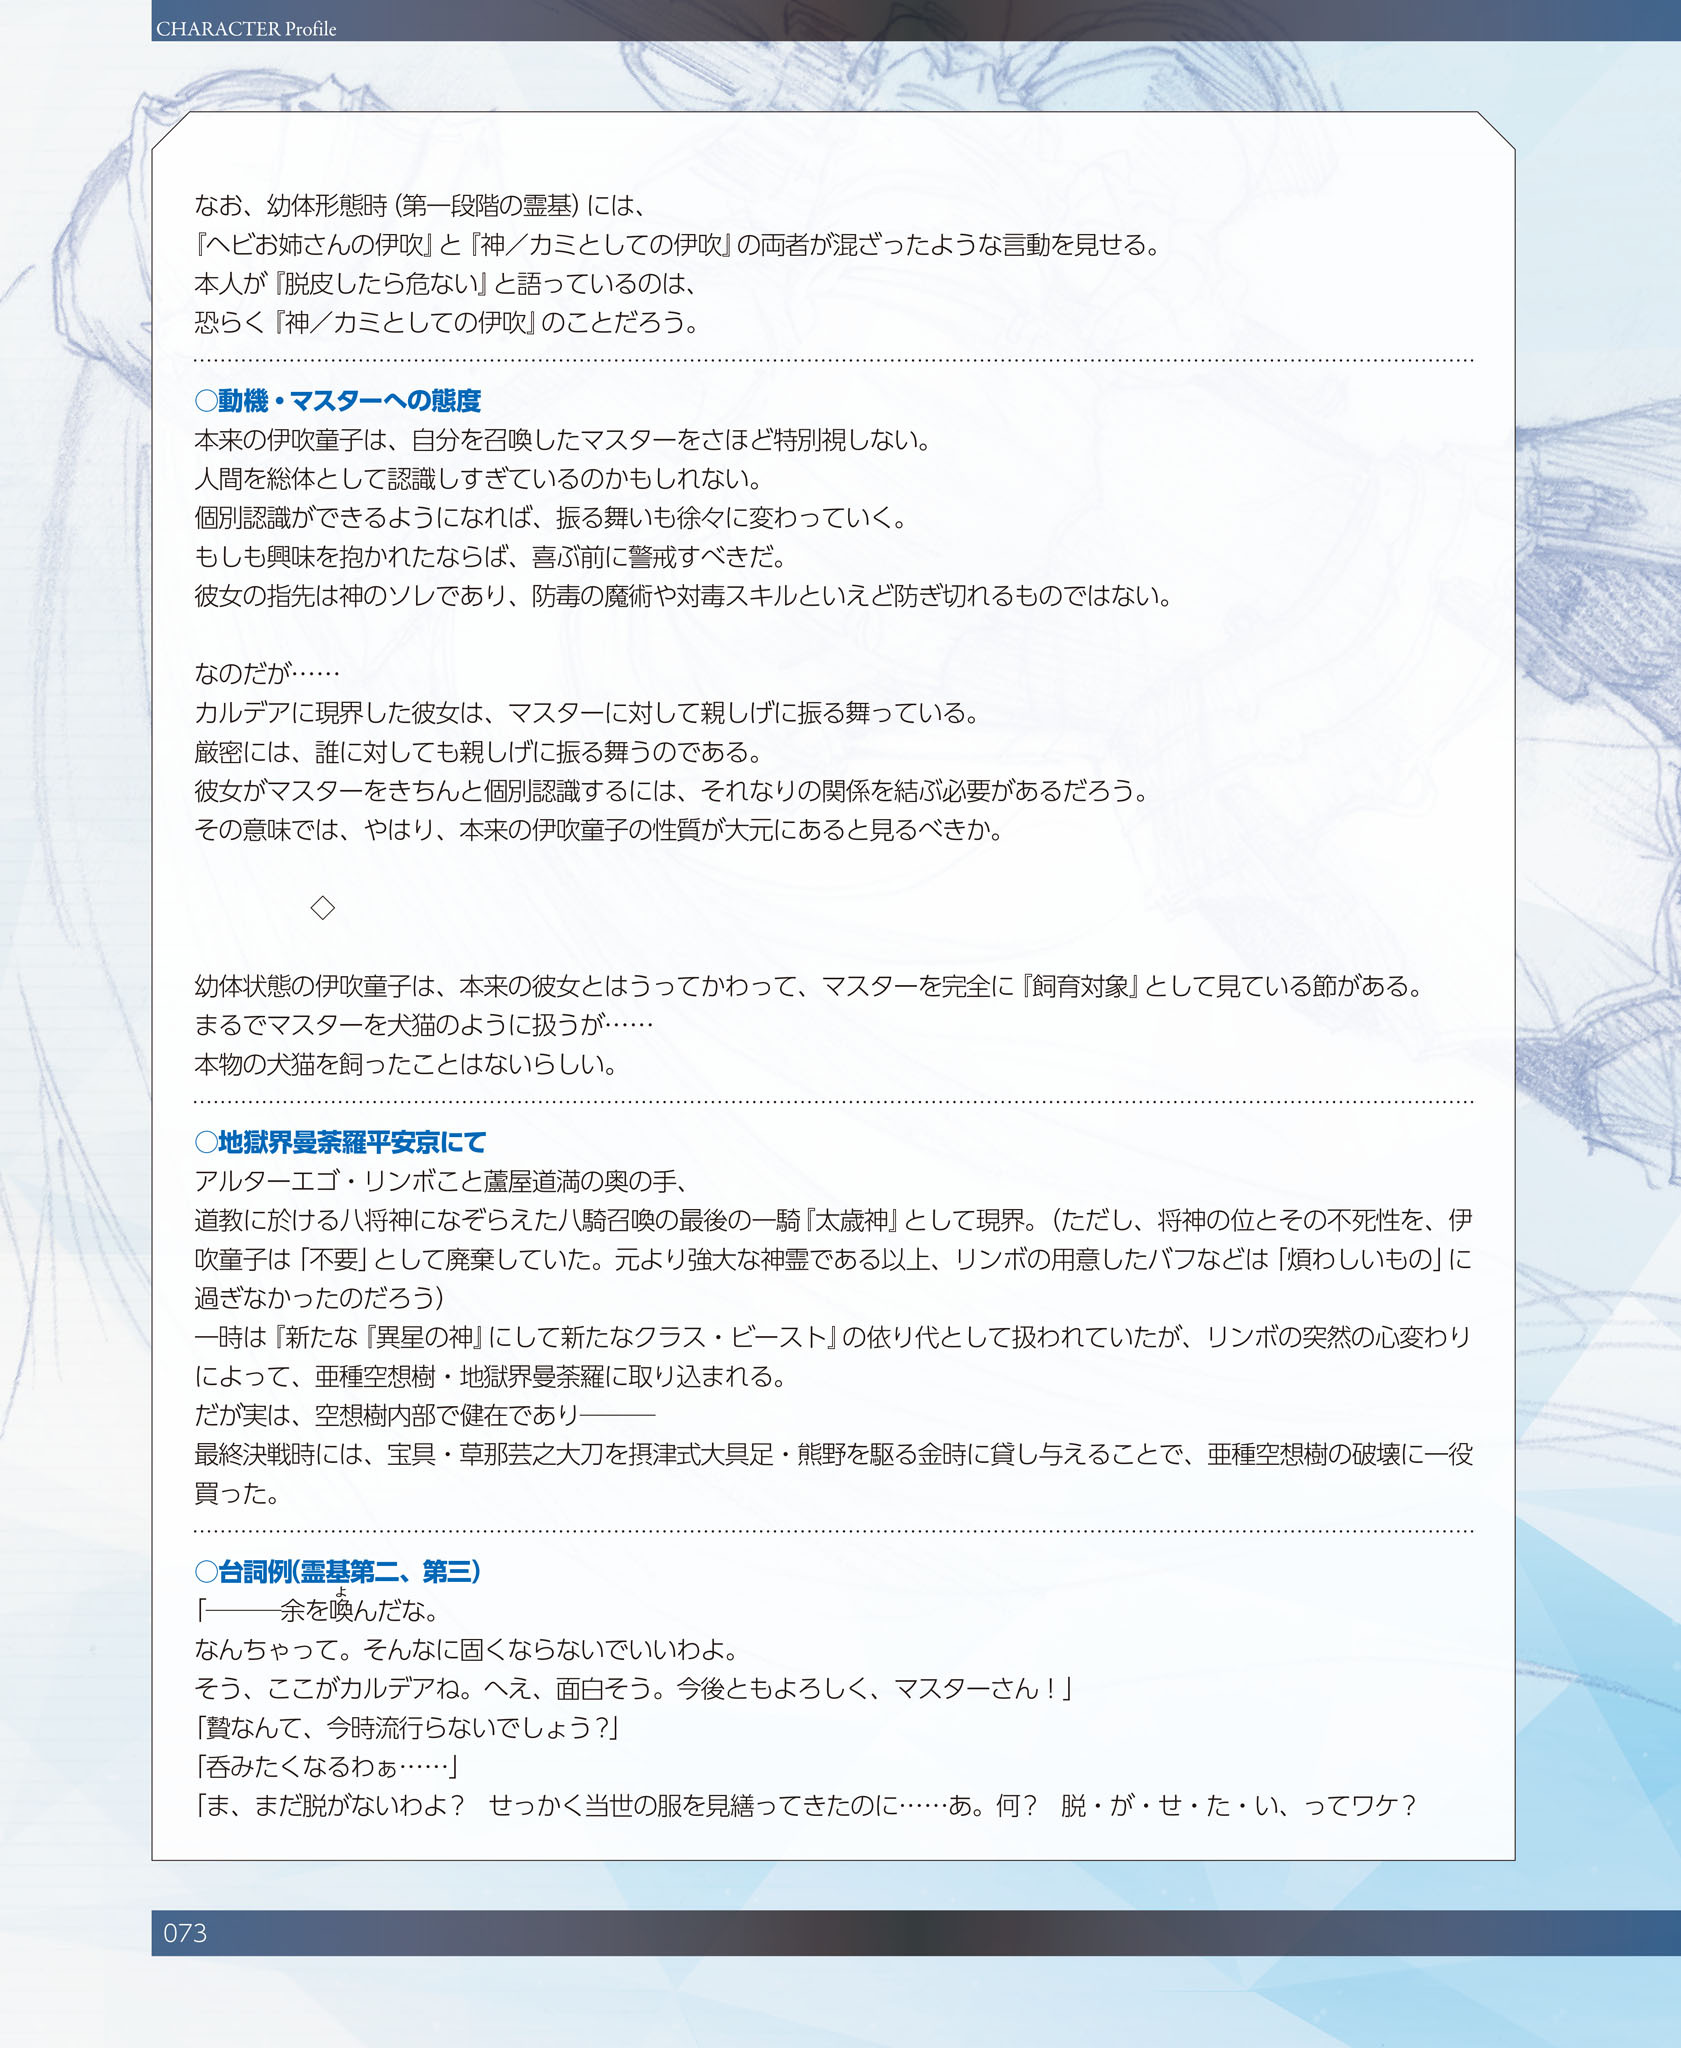 CHARACTER Profile
なお、幼体形態時(第一段階の霊基)には、
『ヘビお姉さんの伊吹』と『神／カミとしての伊吹』の両者が混ざったような言動を見せる。
本人が『脱皮したら危ない』と語っているのは、
恐らく『神／カミとしての伊吹』のことだろう。
○動機・マスターへの態度
本来の伊吹童子は、自分を召喚したマスターをさほど特別視しない。
人間を総体として認識しすぎているのかもしれない。
個別認識ができるようになれば、振る舞いも徐々に変わっていく。
もしも興味を抱かれたならば、喜ぶ前に警戒すべきだ。
彼女の指先は神のソレであり、防毒の魔術や対毒スキルといえど防ぎ切れるものではない。
なのだが……
カルデアに現界した彼女は、マスターに対して親しげに振る舞っている。
厳密には、誰に対しても親しげに振る舞うのである。
彼女がマスターをきちんと個別認識するには、それなりの関係を結ぶ必要があるだろう。
その意味では、やはり、本来の伊吹童子の性質が大元にあると見るべきか。
◇
幼体状態の伊吹童子は、本来の彼女とはうってかわって、マスターを完全に『飼育対象』として見ている節がある。
まるでマスターを犬猫のように扱うが……
本物の犬猫を飼ったことはないらしい。
○地獄界曼荼羅平安京にて
アルターエゴ・リンボこと蘆屋道満の奥の手、
道教に於ける八将神になぞらえた八騎召喚の最後の一騎『太歳神』として現界。（ただし、将神の位とその不死性を、伊
吹童子は「不要」として廃棄していた。元より強大な神霊である以上、リンボの用意したバフなどは「煩わしいもの」に
過ぎなかったのだろう）
一時は『新たな『異星の神』にして新たなクラス・ビースト』の依り代として扱われていたが、リンボの突然の心変わり
によって、亜種空想樹・地獄界曼荼羅に取り込まれる。
だが実は、空想樹内部で健在であり―――
最終決戦時には、宝具・草那芸之大刀を摂津式大具足・熊野を駆る金時に貸し与えることで、亜種空想樹の破壊に一役
買った。
○台詞例(霊基第二、第三)
よ
「―――余を喚んだな。
なんちゃって。そんなに固くならないでいいわよ。
そう、ここがカルデアね。へえ、面白そう。今後ともよろしく、マスターさん！」
「贄なんて、今時流行らないでしょう？」
「呑みたくなるわぁ……」
「ま、まだ脱がないわよ？　せっかく当世の服を見繕ってきたのに……あ。何？　脱・が・せ・た・い、ってワケ？
073